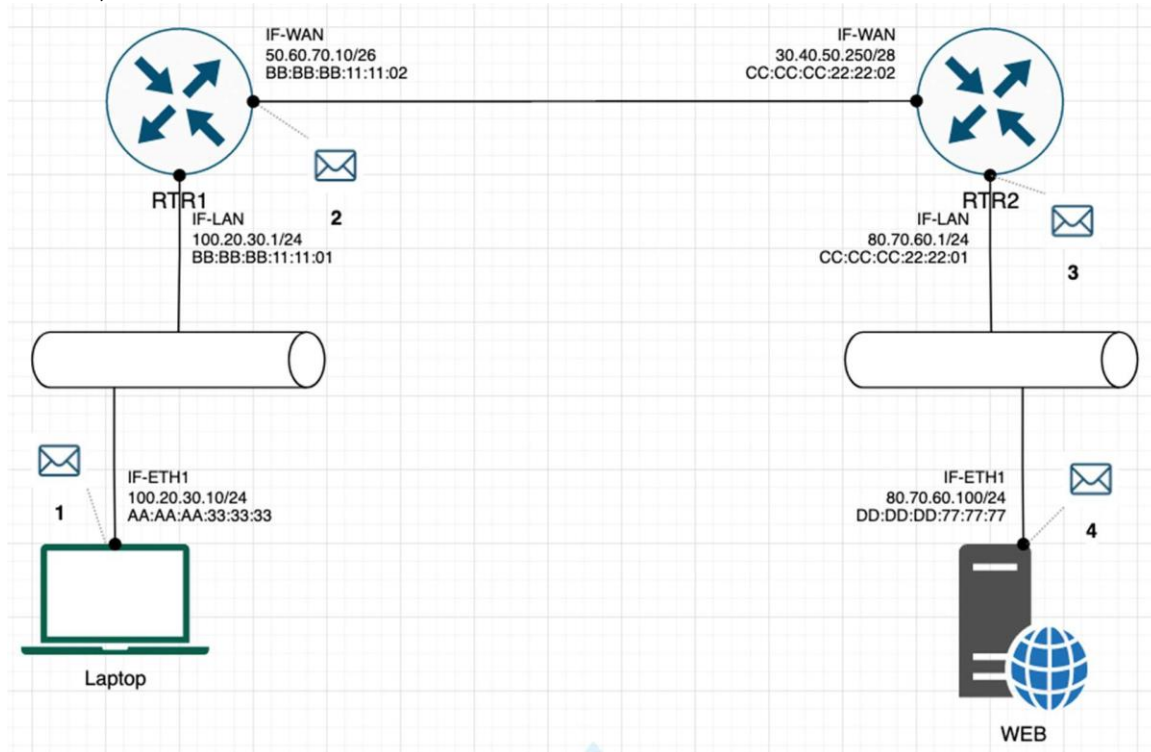 IF-WAN
50.60.70.10/26
BB:BB:BB:11:11:02
IF-WAN
30.40.50.250/28
CC:CC:CC:22:22:02
RTR1
2
IF-LAN
100.20.30.1/24
BB:BB:BB:11:11:01
RTR2
IF-LAN
80.70.60.1/24
CC:CC:CC:22:22:01
3
1
IF-ETH1
100.20.30.10/24
AA:AA:AA:33:33:33
IF-ETH1
80.70.60.100/24
DD:DD:DD:77:77:77
4
Laptop
WEB